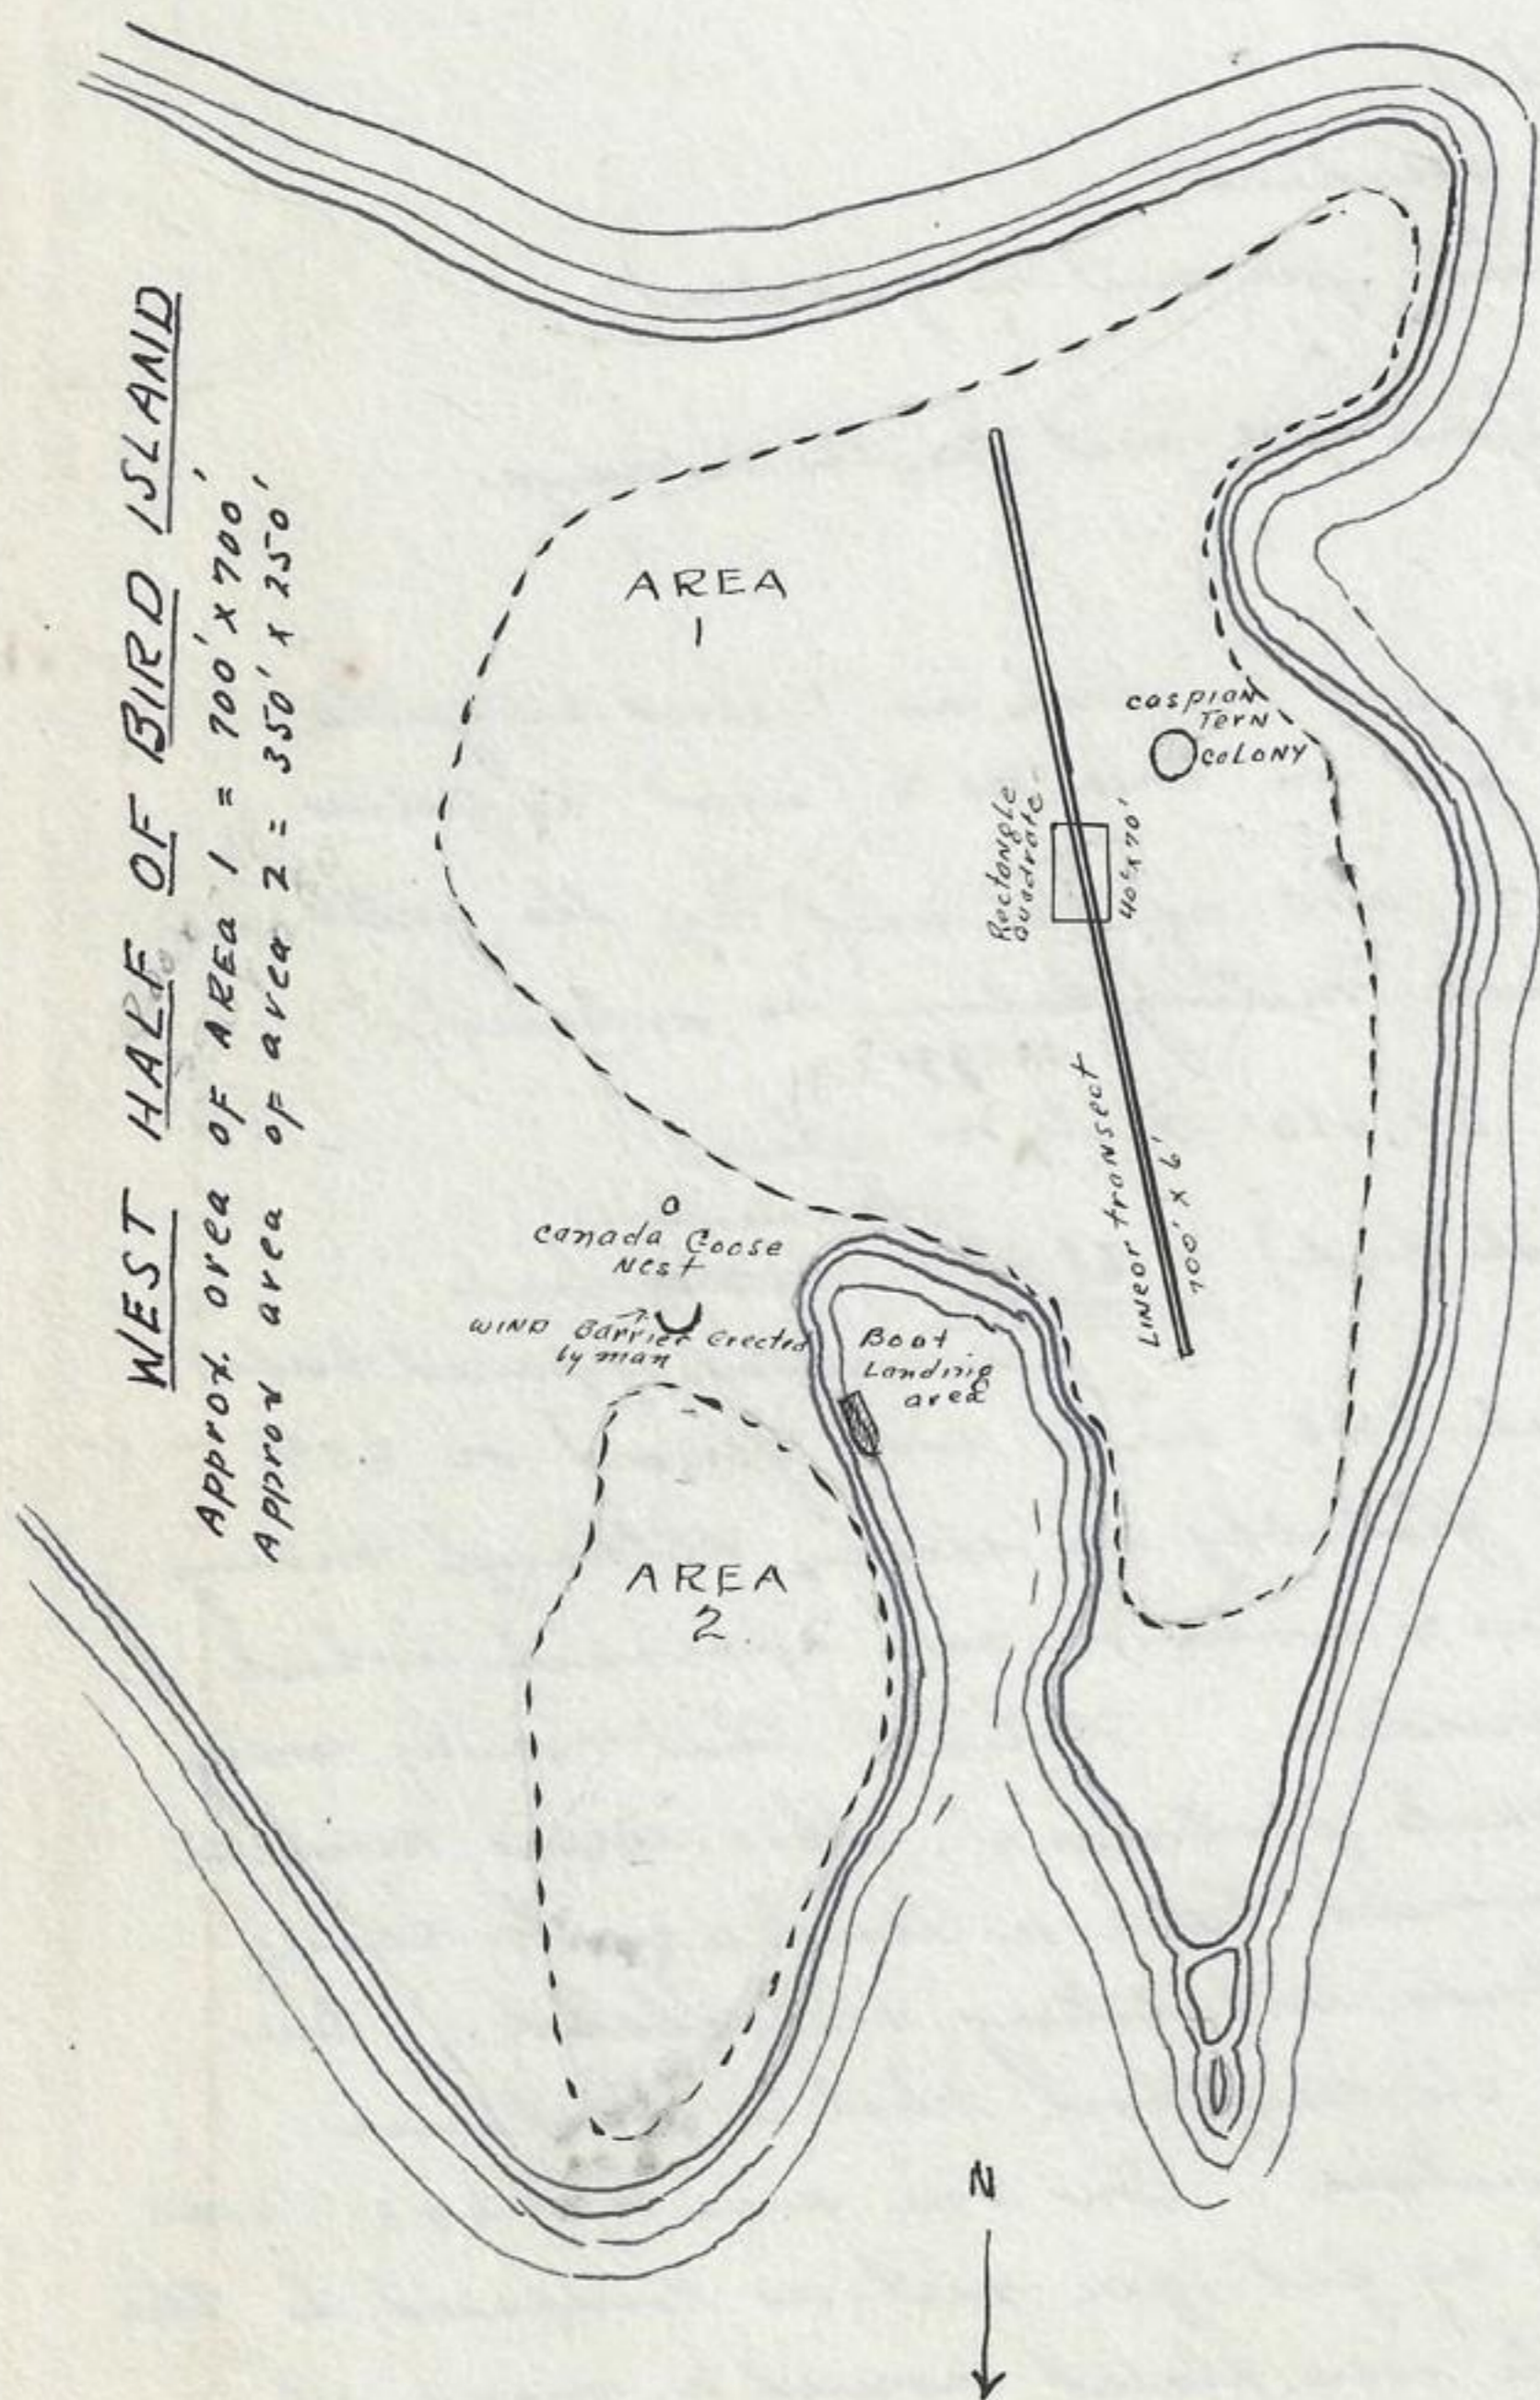 WEST HALF OF BIRD ISLAND
Approx. area OF AREa 1 = 700' x 700'
Approx area of area 2 = 350' x 250'
AREA
1
caspian
Tern
COLONY
Rectangle
Quadrate
40' x 70'
Linear transect
700' x 6'
canada Goose
Nest
WIND Barrier Erected
by man
Boat
Landing
area
AREA
2
N